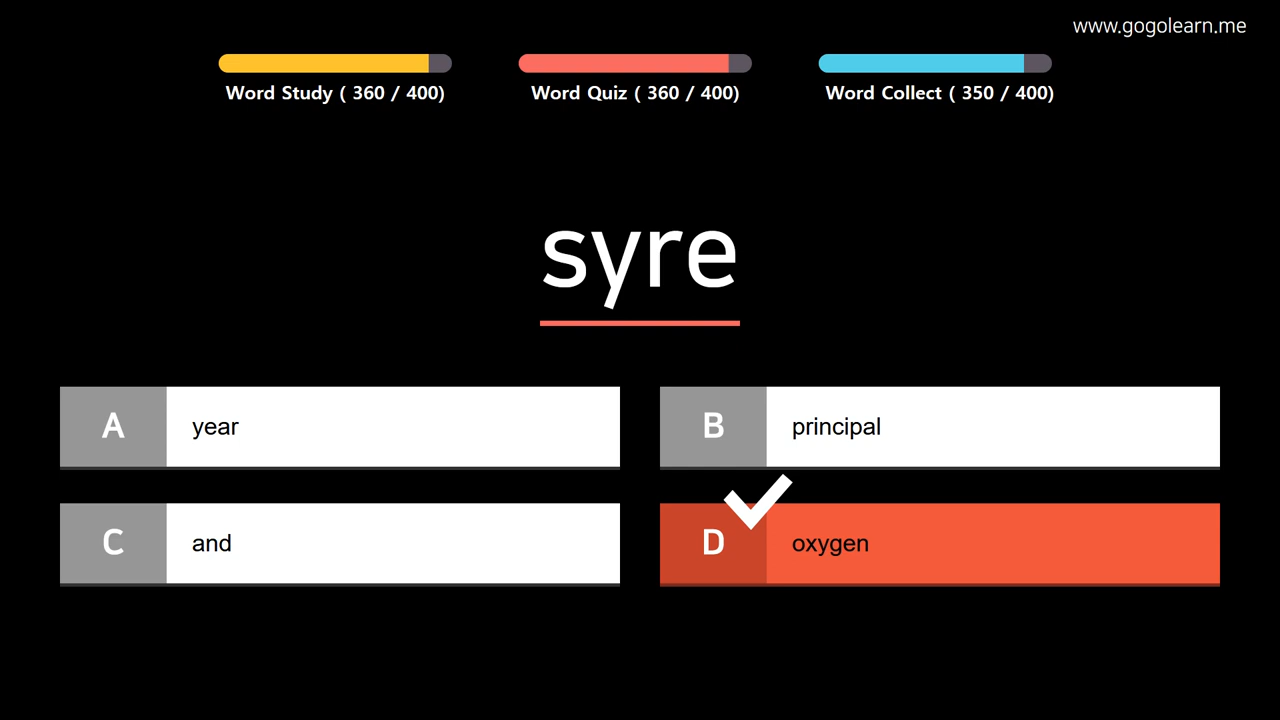 www.gogolearn.me
Word Study ( 360 / 400)
Word Quiz ( 360 / 400)
Word Collect ( 350 / 400)
syre
A year
B principal
C and
D oxygen